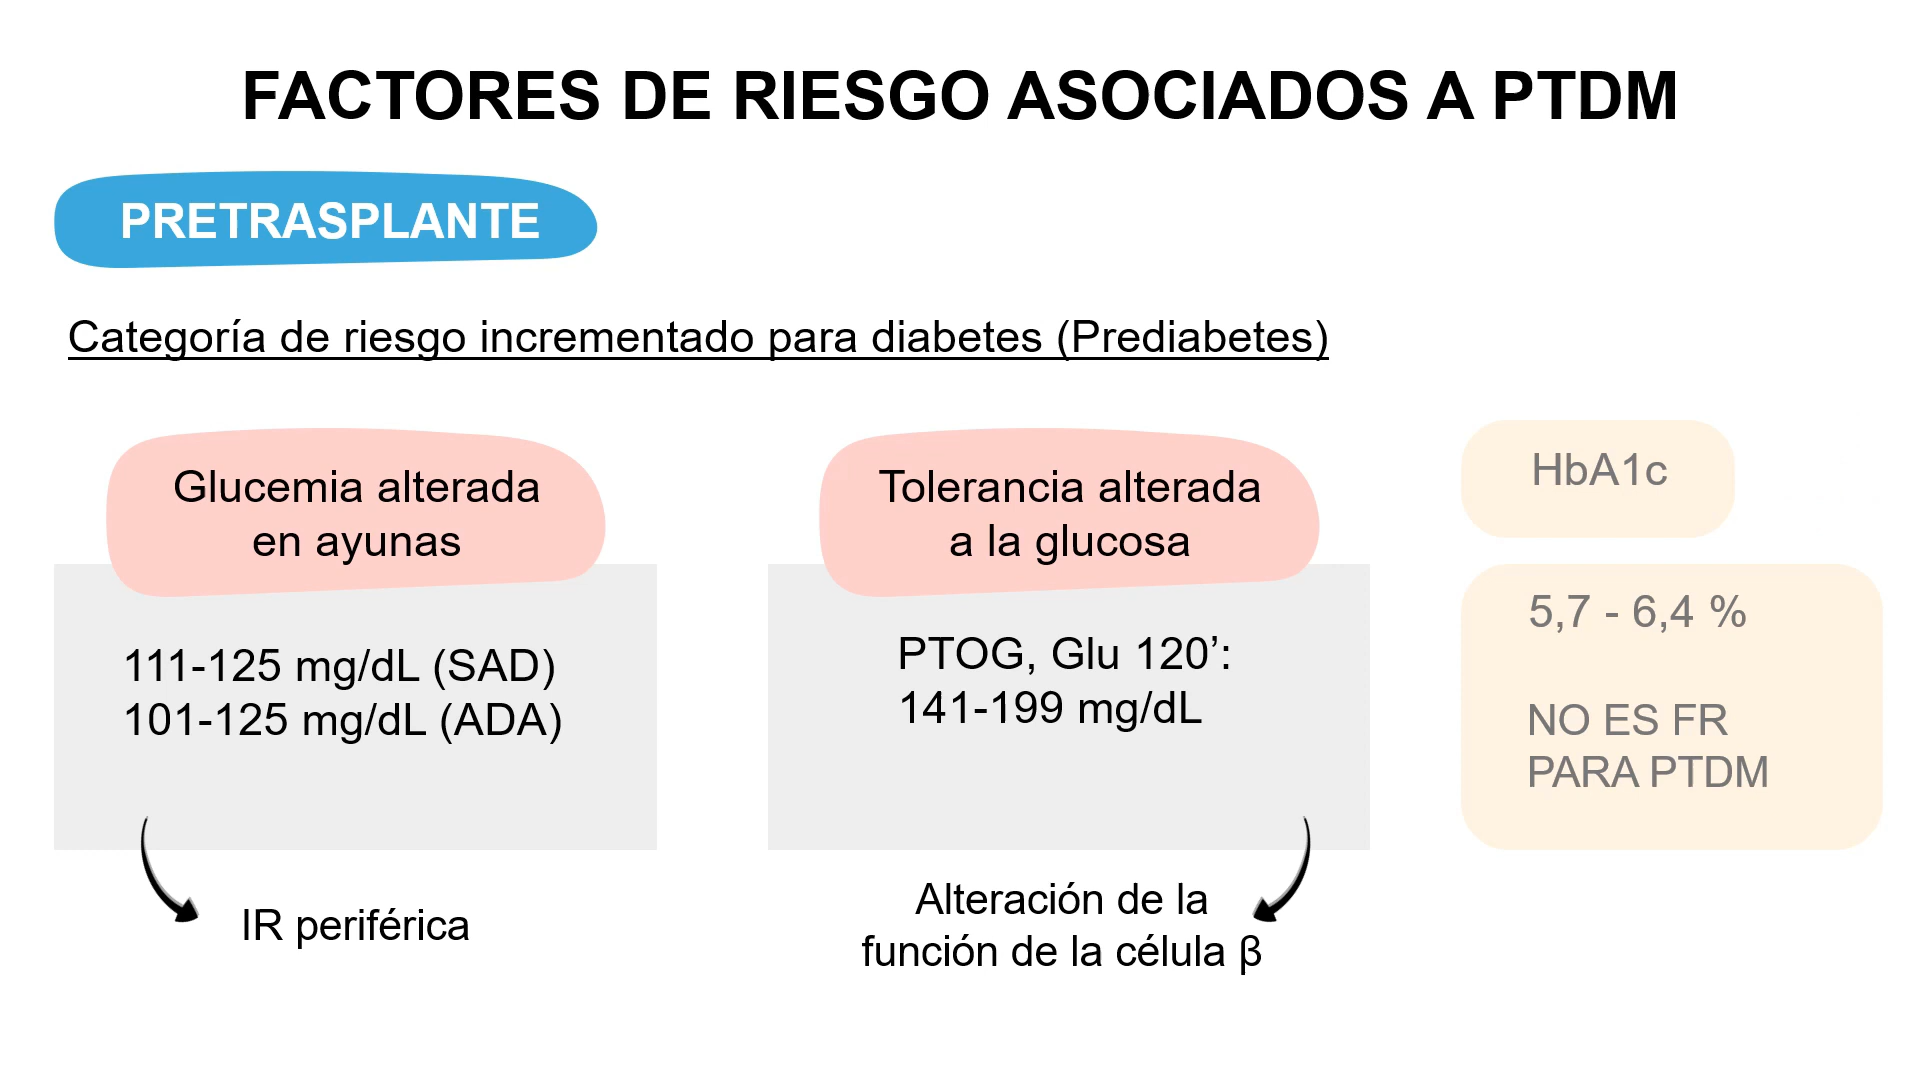 FACTORES DE RIESGO ASOCIADOS A PTDM
PRETRASPLANTE
Categoría de riesgo incrementado para diabetes (Prediabetes)
Glucemia alterada
en ayunas
111-125 mg/dL (SAD)
101-125 mg/dL (ADA)
IR periférica
Tolerancia alterada
a la glucosa
PTOG, Glu 120’:
141-199 mg/dL
Alteración de la
función de la célula β
HbA1c
5,7 - 6,4 %
NO ES FR
PARA PTDM